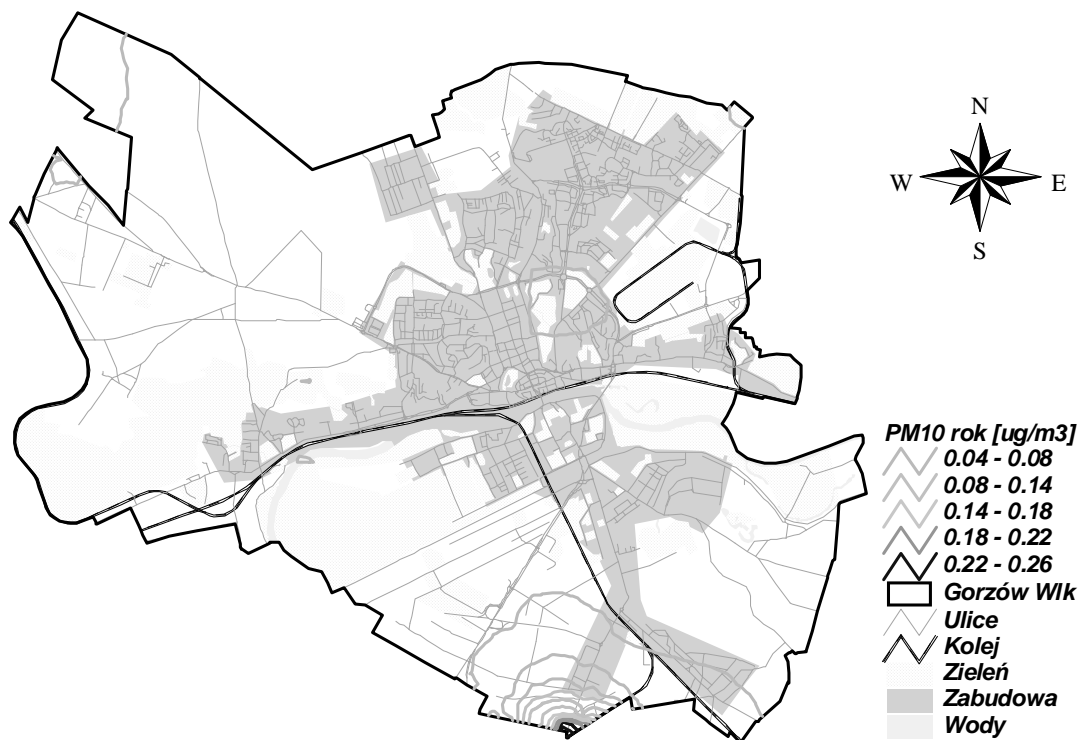 N
W E
S
PM10 rok [ug/m3]
0.04 - 0.08
0.08 - 0.14
0.14 - 0.18
0.18 - 0.22
0.22 - 0.26
Gorzów Wlk
Ulice
Kolej
Zieleń
Zabudowa
Wody